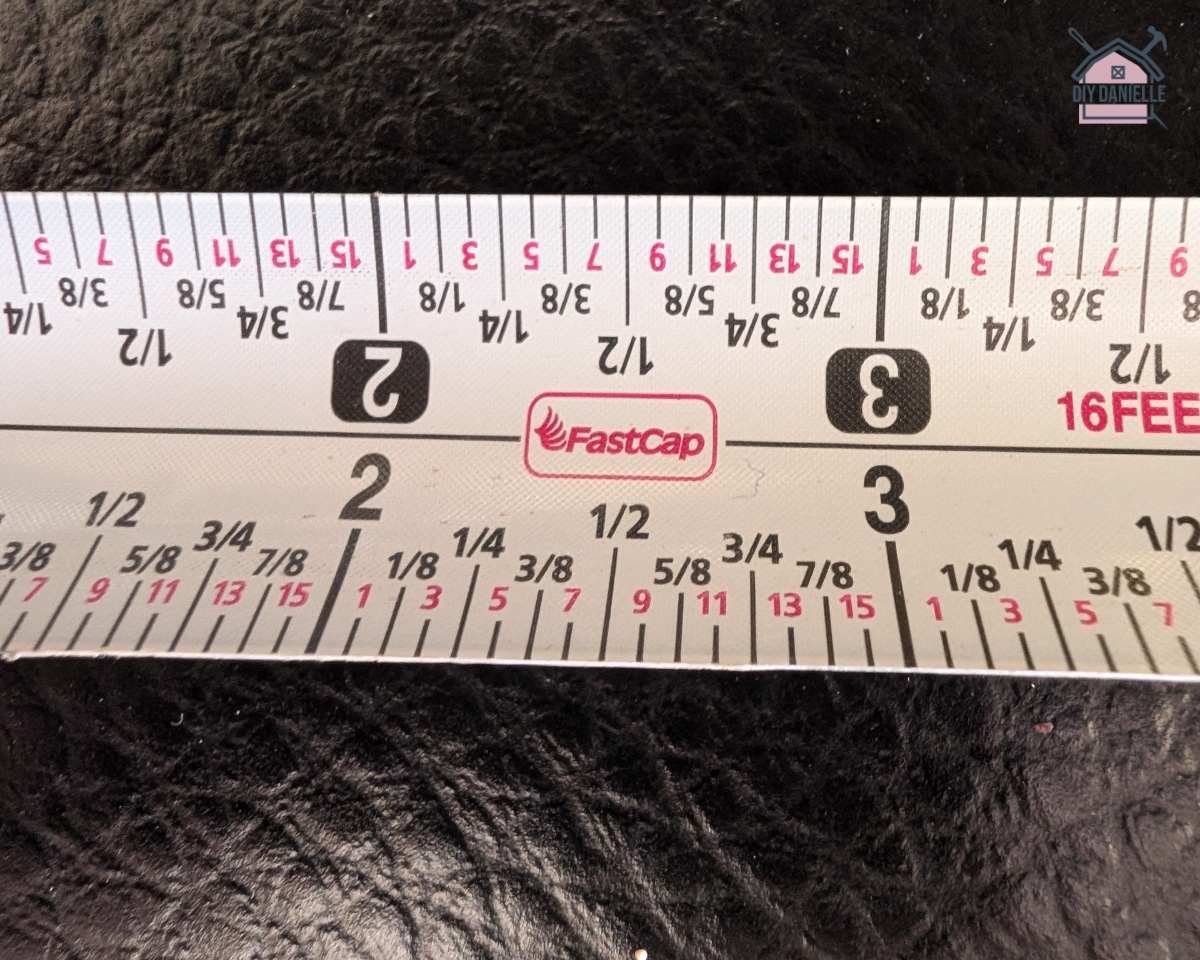 DIY DANIELLE
5 7 9 11 13 15 1 3 5 7 9 11 13 15 1 3 5 7 9
1/4 3/8 1/2 5/8 3/4 7/8 1/8 1/4 3/8 1/2 5/8 3/4 7/8 1/8 1/4 3/8 1/2
2 3
16 FEE
FastCap
2 3
3/8 1/2 5/8 3/4 7/8 1/8 1/4 3/8 1/2 5/8 3/4 7/8 1/8 1/4 3/8 1/2
7 9 11 13 15 1 3 5 7 9 11 13 15 1 3 5 7